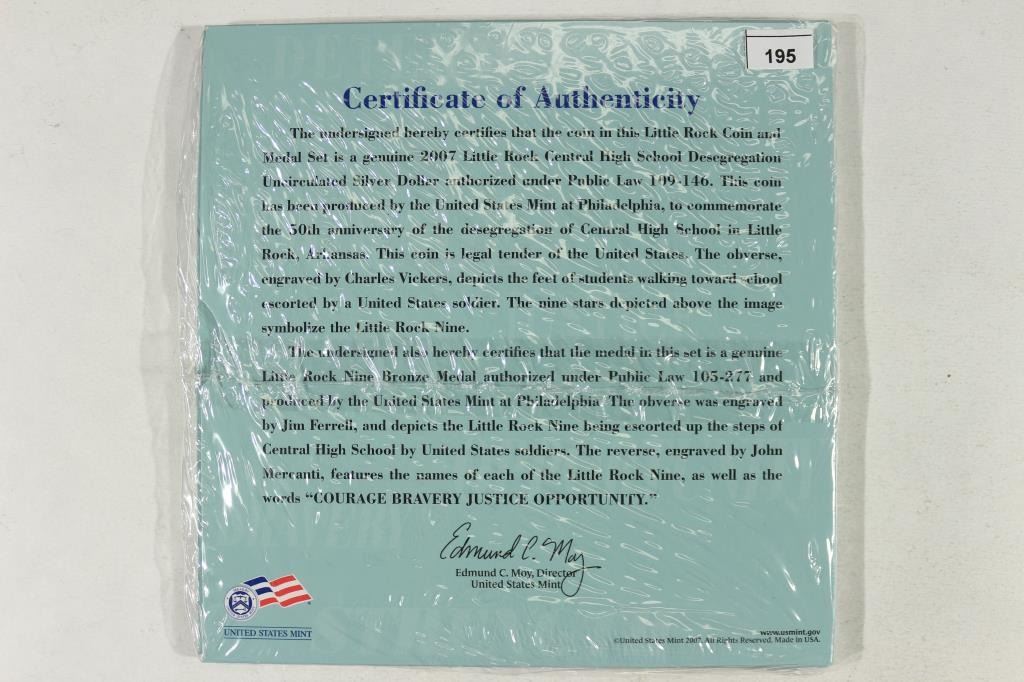 195
Certificate of Authenticity
The undersigned hereby certifies that the coin in this Little Rock Coin and
Medal Set is a genuine 2007 Little Rock Central High School Desegregation
Uncirculated Silver Dollar authorized under Public Law 109-146. This coin
has been produced by the United States Mint at Philadelphia, to commemorate
the 50th anniversary of the desegregation of Central High School in Little
Rock, Arkansas. This coin is legal tender of the United States. The obverse,
engraved by Charles Vickers, depicts the feet of students walking toward school
escorted by a United States soldier. The nine stars depicted above the image
symbolize the Little Rock Nine.
The undersigned also hereby certifies that the medal in this set is a genuine
Little Rock Nine Bronze Medal authorized under Public Law 105-277 and
produced by the United States Mint at Philadelphia. The obverse was engraved
by Jim Ferrell, and depicts the Little Rock Nine being escorted up the steps of
Central High School by United States soldiers. The reverse, engraved by John
Mercanti, features the names of each of the Little Rock Nine, as well as the
words “COURAGE BRAVERY JUSTICE OPPORTUNITY.”
Edmund C. Moy
Edmund C. Moy, Director
United States Mint
UNITED STATES MINT
www.usmint.gov
©United States Mint 2007. All Rights Reserved. Made in USA.